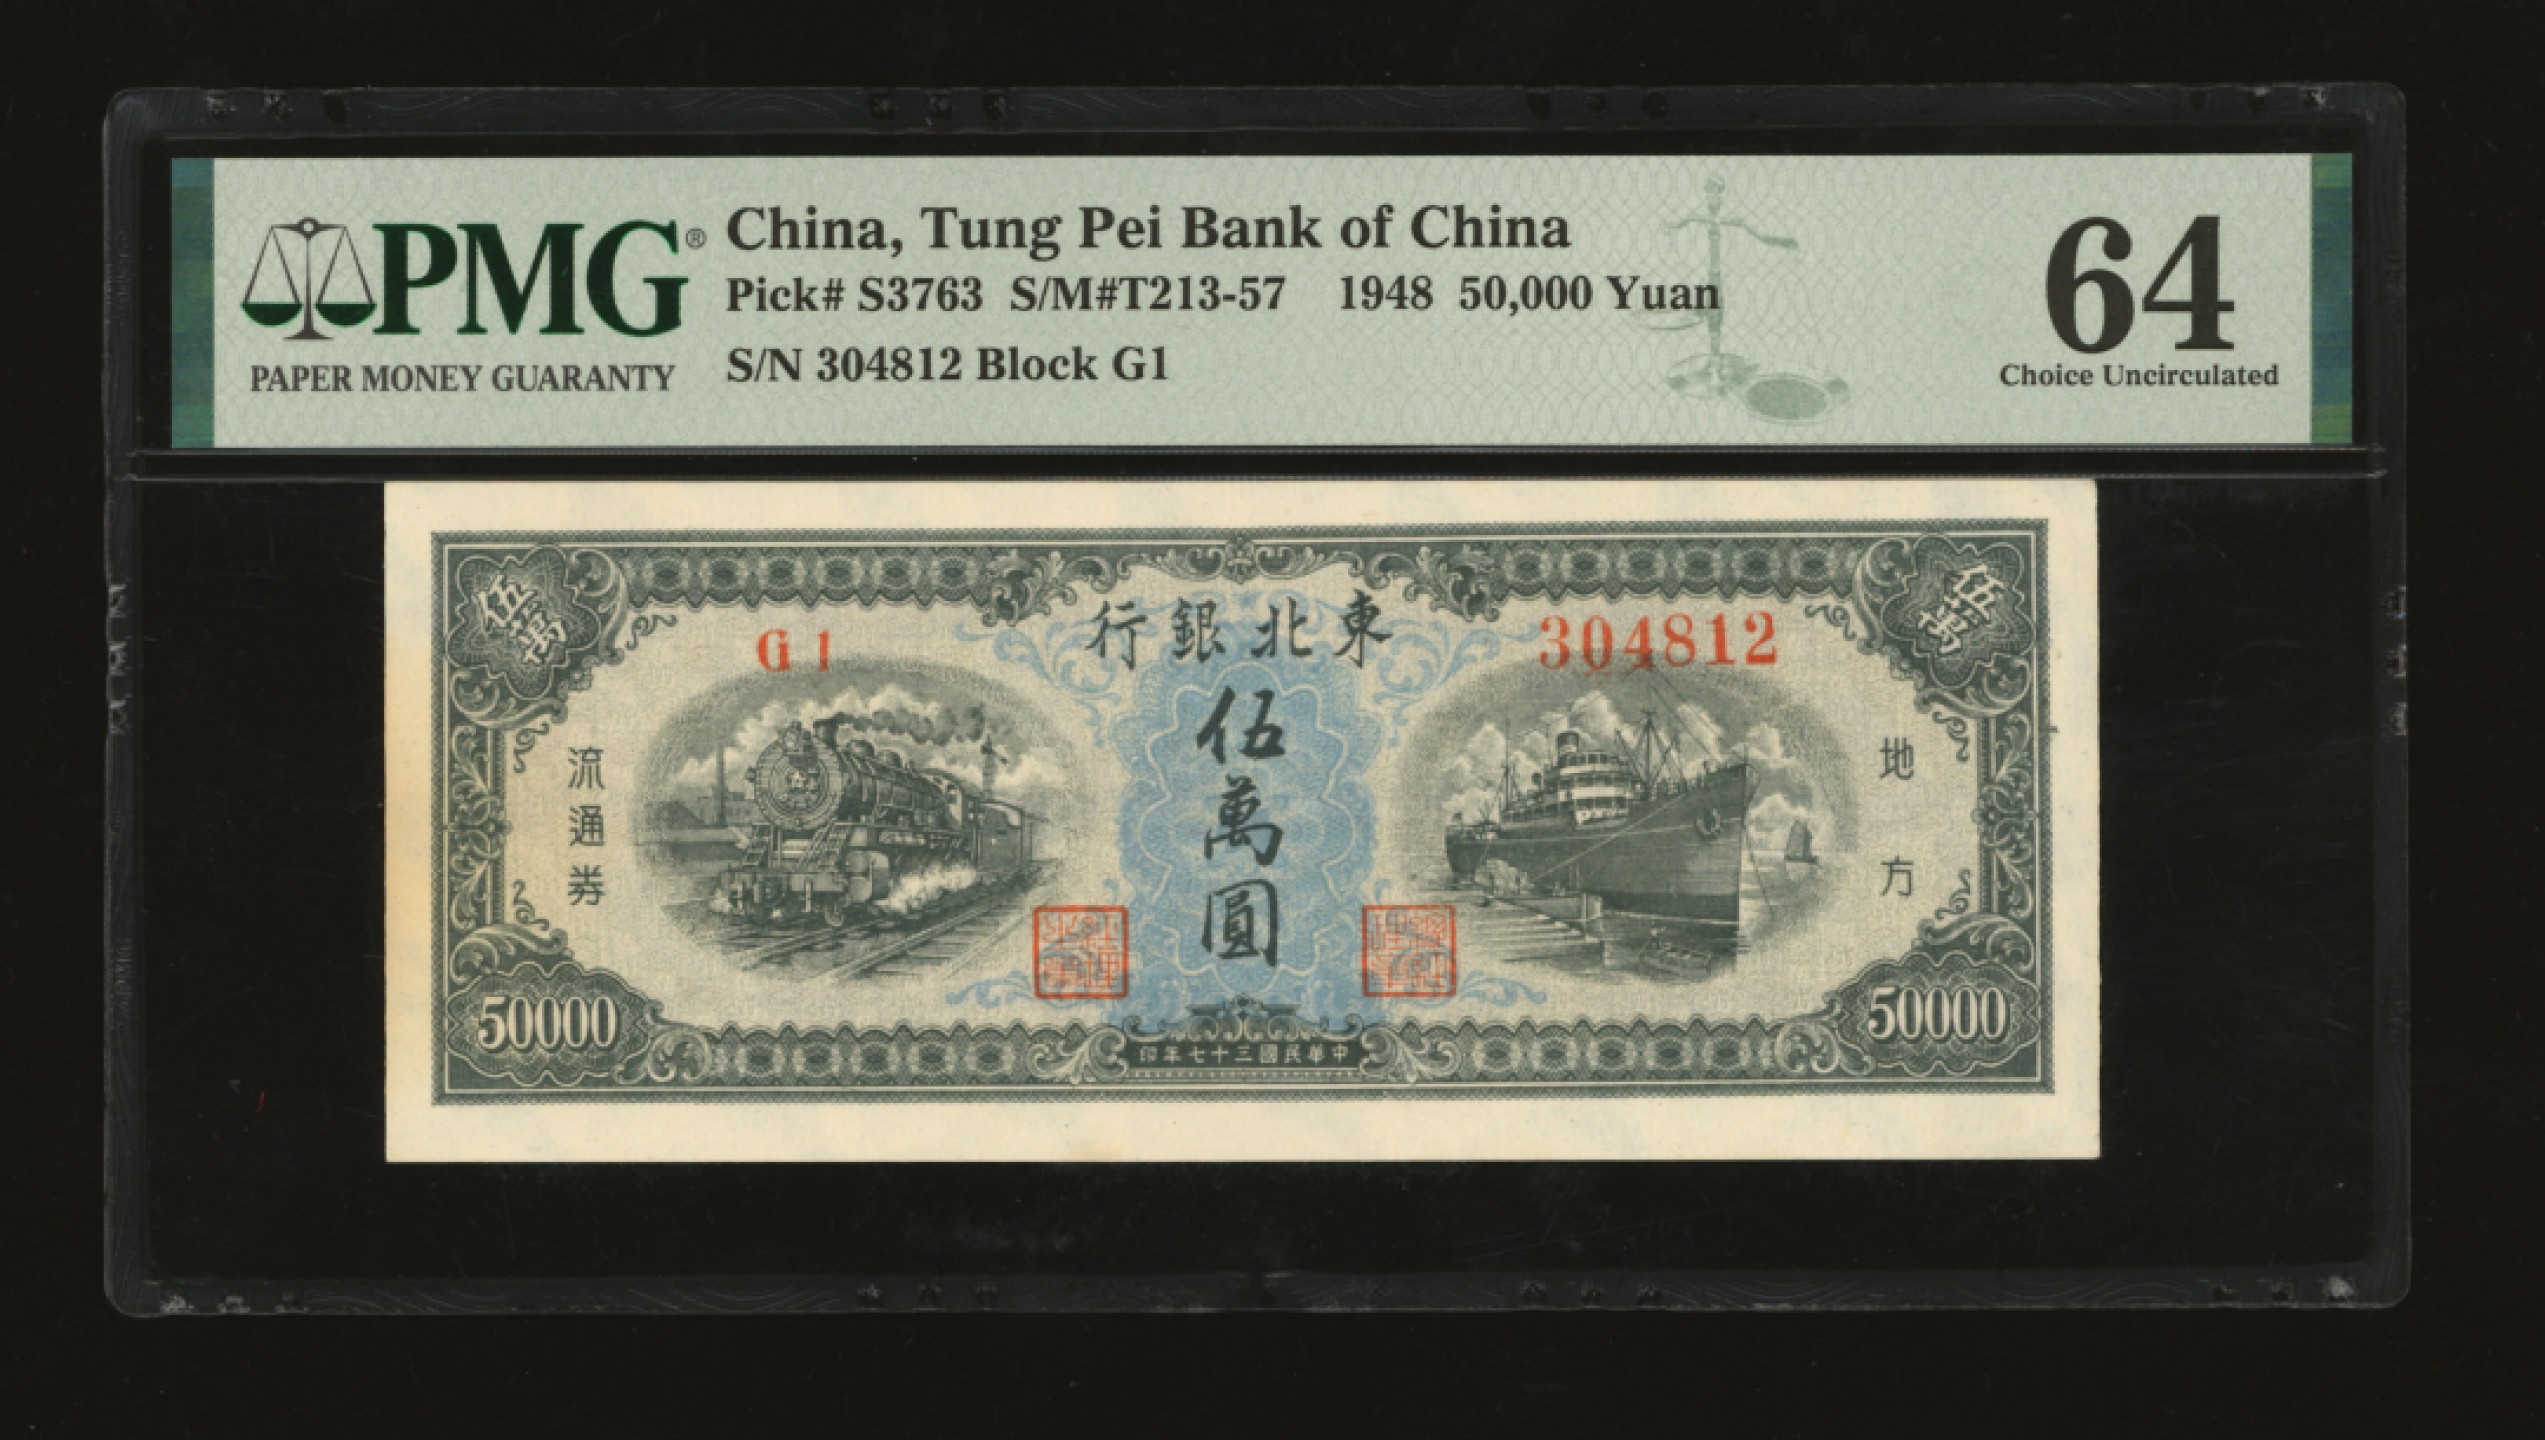 PMG®
PAPER MONEY GUARANTY
China, Tung Pei Bank of China
Pick# S3763 S/M#T213-57 1948 50,000 Yuan
S/N 304812 Block G1
64
Choice Uncirculated
伍萬
伍萬
行銀北東
G1
304812
伍萬圓
地方
流通券
50000
50000
印年七十三國民華中